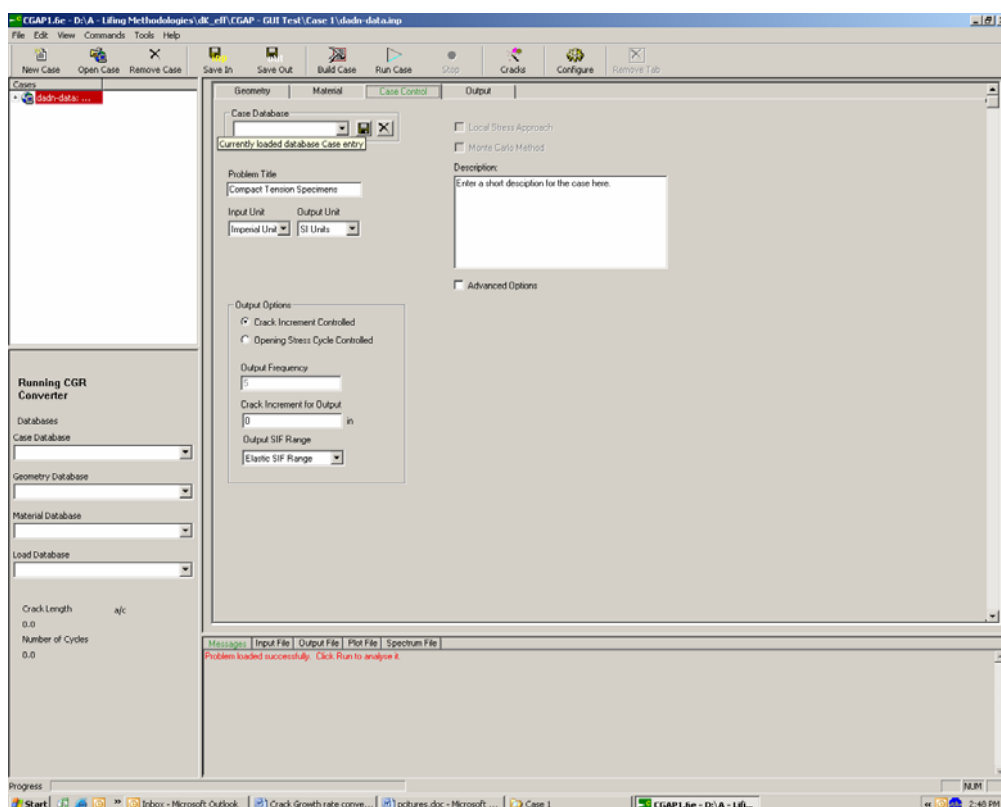 CGAP1.6e - D:\A - Lifing Methodologies\dK_eff\CGAP - GUI Test\Case 1\dadn-data.inp
File Edit View Commands Tools Help
New Case Open Case Remove Case Save In Save Out Build Case Run Case Stop Cracks Configure Remove Tab
Cases
dadn-data: ...
Geometry Material Case Control Output
Case Database
Currently loaded database Case entry
Local Stress Approach
Monte Carlo Method
Problem Title
Compact Tension Specimens
Description:
Enter a short desciption for the case here.
Input Unit Output Unit
Imperial Unit SI Units
Advanced Options
Output Options
Crack Increment Controlled
Opening Stress Cycle Controlled
Output Frequency
5
Crack Increment for Output
0 in
Output SIF Range
Elastic SIF Range
Running CGR
Converter
Databases
Case Database
Geometry Database
Material Database
Load Database
Crack Length a/c
0.0
Number of Cycles
0.0
Messages Input File Output File Plot File Spectrum File
Problem loaded successfully. Click Run to analyse it.
Progress NUM
Start » Inbox - Microsoft Outlook Crack Growth rate conve... pcitures.doc - Microsoft ... Case 1 CGAP1.6e - D:\A - Lifi... « 2:48 PM